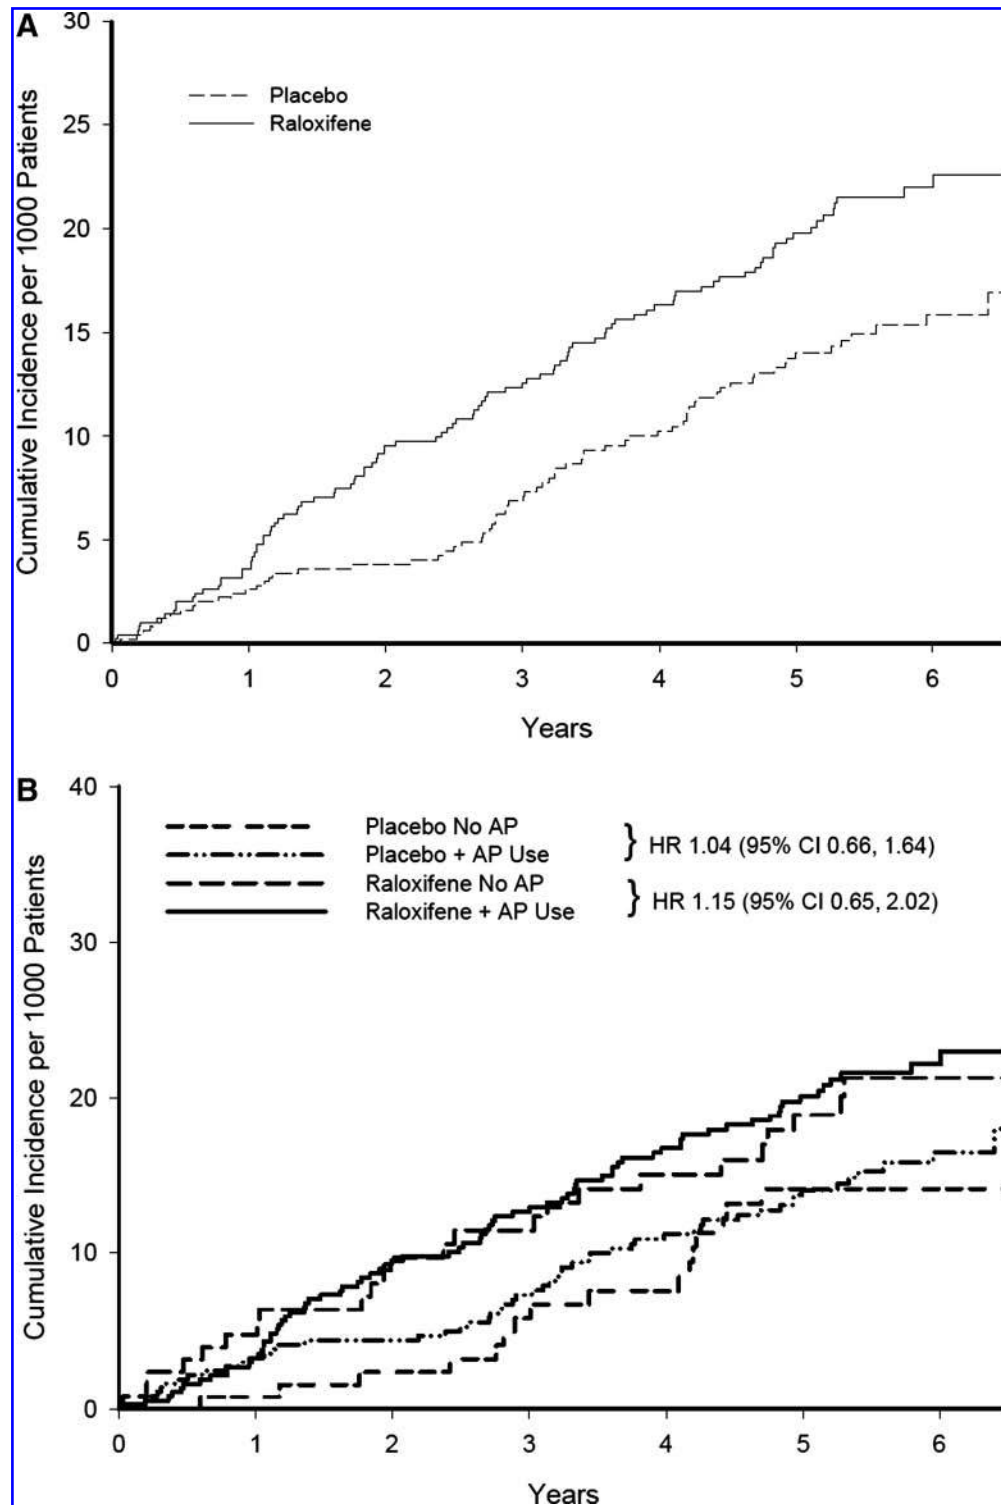 A
30
25
20
15
10
5
0
Cumulative Incidence per 1000 Patients
Placebo
Raloxifene
0 1 2 3 4 5 6
Years
B
40
30
20
10
0
Cumulative Incidence per 1000 Patients
Placebo No AP
Placebo + AP Use
} HR 1.04 (95% CI 0.66, 1.64)
Raloxifene No AP
Raloxifene + AP Use
} HR 1.15 (95% CI 0.65, 2.02)
0 1 2 3 4 5 6
Years